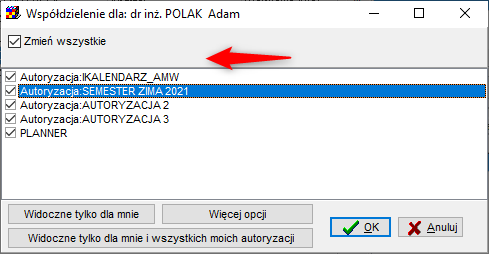 Współdzielenie dla: dr inż. POLAK Adam
Zmień wszystkie
Autoryzacja:IKALENDARZ_AMW
Autoryzacja:SEMESTER ZIMA 2021
Autoryzacja:AUTORYZACJA 2
Autoryzacja:AUTORYZACJA 3
PLANNER
Widoczne tylko dla mnie
Więcej opcji
OK
Anuluj
Widoczne tylko dla mnie i wszystkich moich autoryzacji